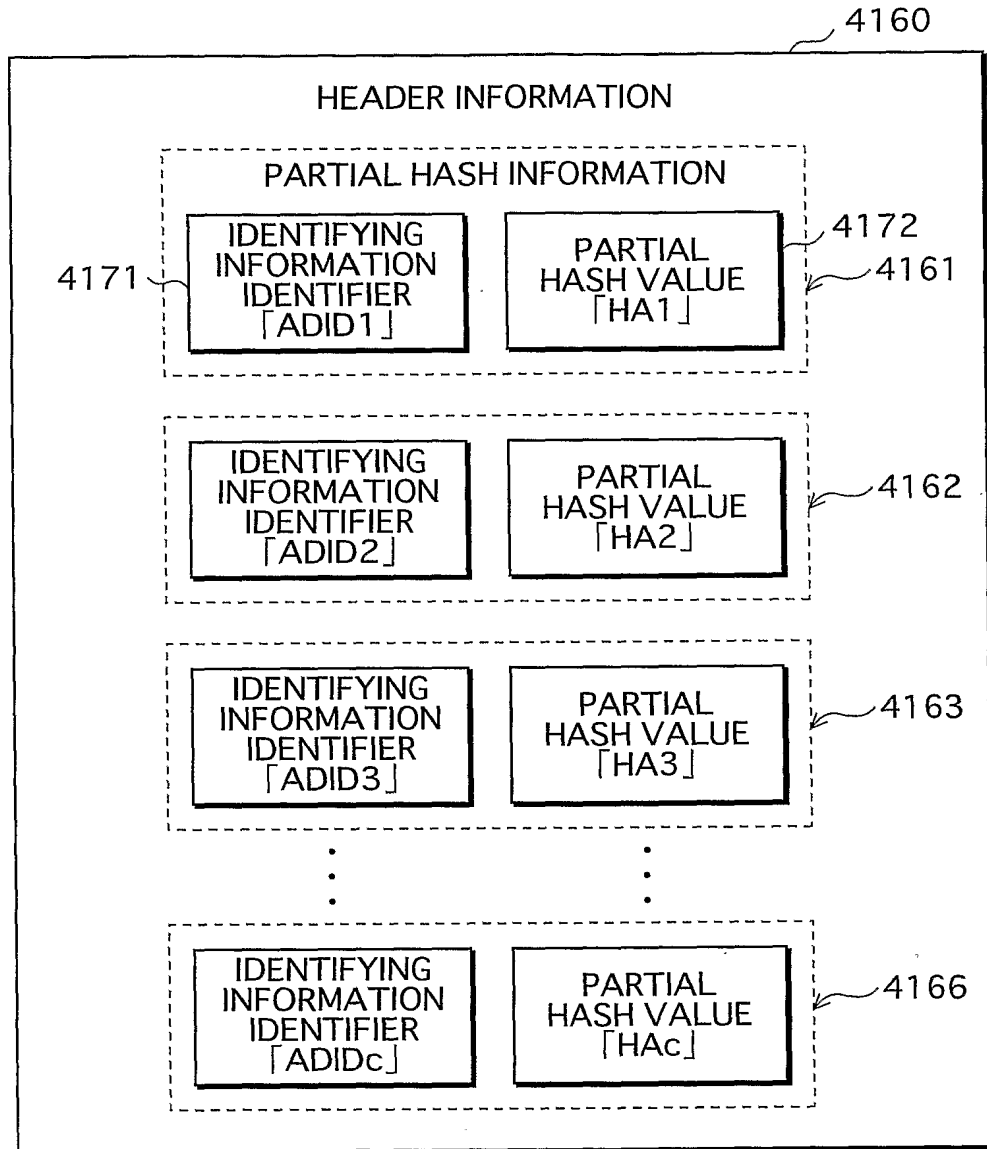 4160
HEADER INFORMATION
PARTIAL HASH INFORMATION
4171
IDENTIFYING
INFORMATION
IDENTIFIER
「ADID1」
PARTIAL
HASH VALUE
「HA1」
4172
4161
IDENTIFYING
INFORMATION
IDENTIFIER
「ADID2」
PARTIAL
HASH VALUE
「HA2」
4162
IDENTIFYING
INFORMATION
IDENTIFIER
「ADID3」
PARTIAL
HASH VALUE
「HA3」
4163
IDENTIFYING
INFORMATION
IDENTIFIER
「ADIDc」
PARTIAL
HASH VALUE
「HAc」
4166